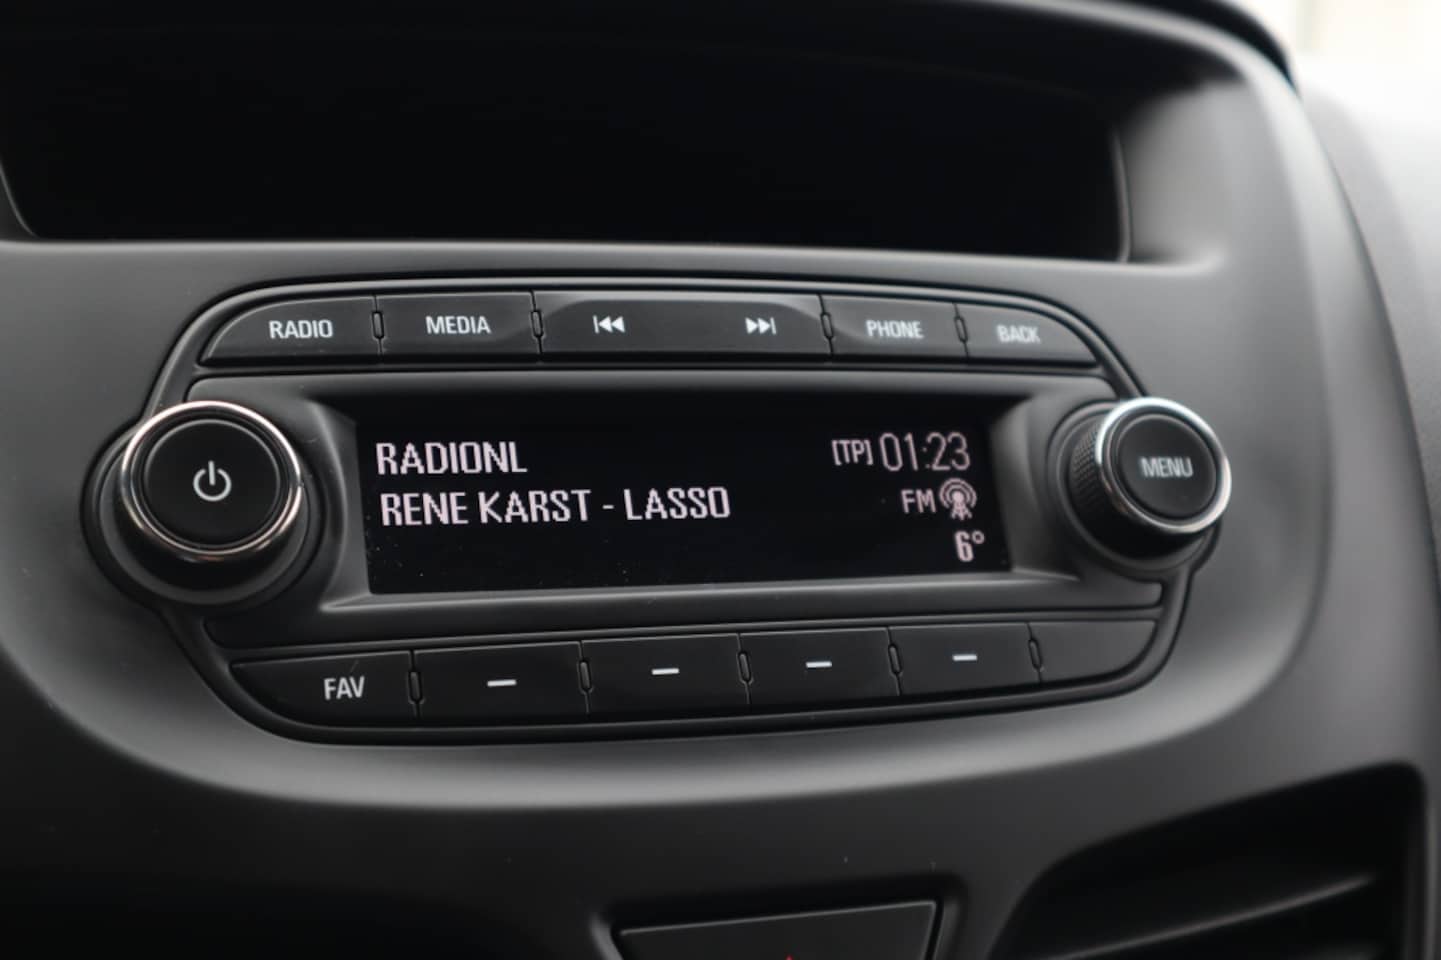 RADIO MEDIA PHONE BACK
RADIONL [TP] 01:23
RENE KARST - LASSO FM
6°
MENU
FAV